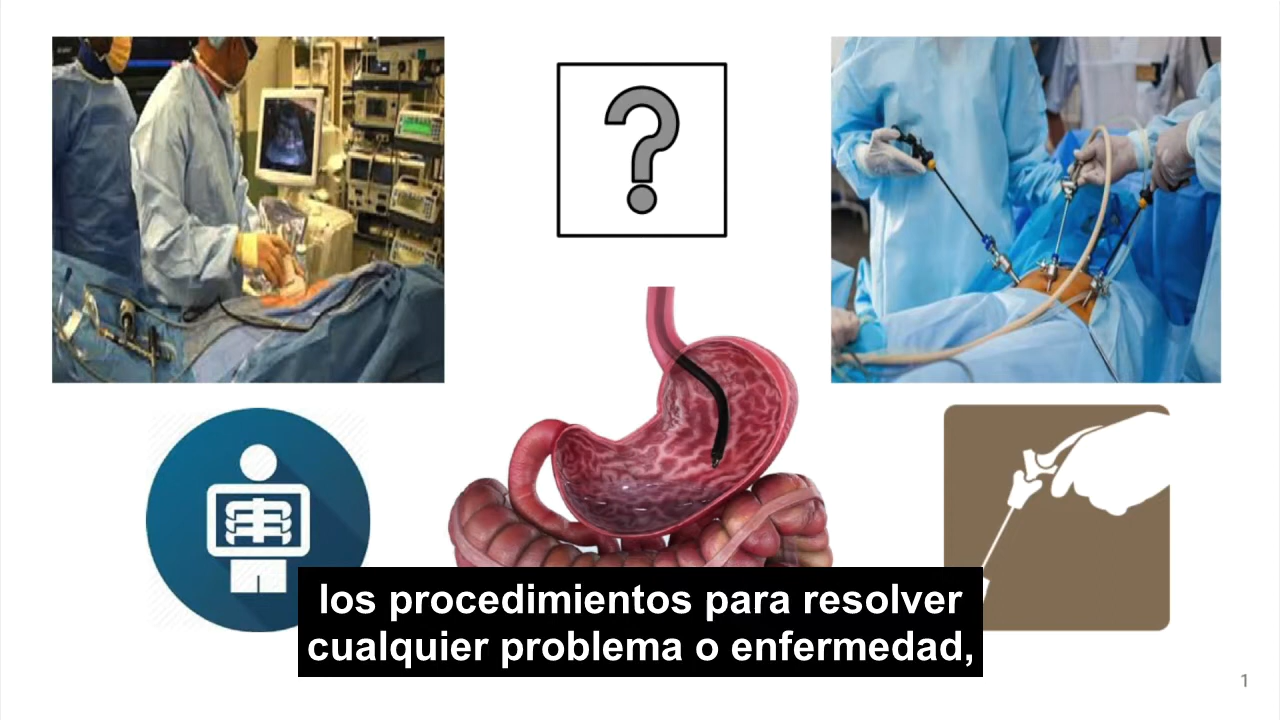 ?
los procedimientos para resolver
cualquier problema o enfermedad,
1